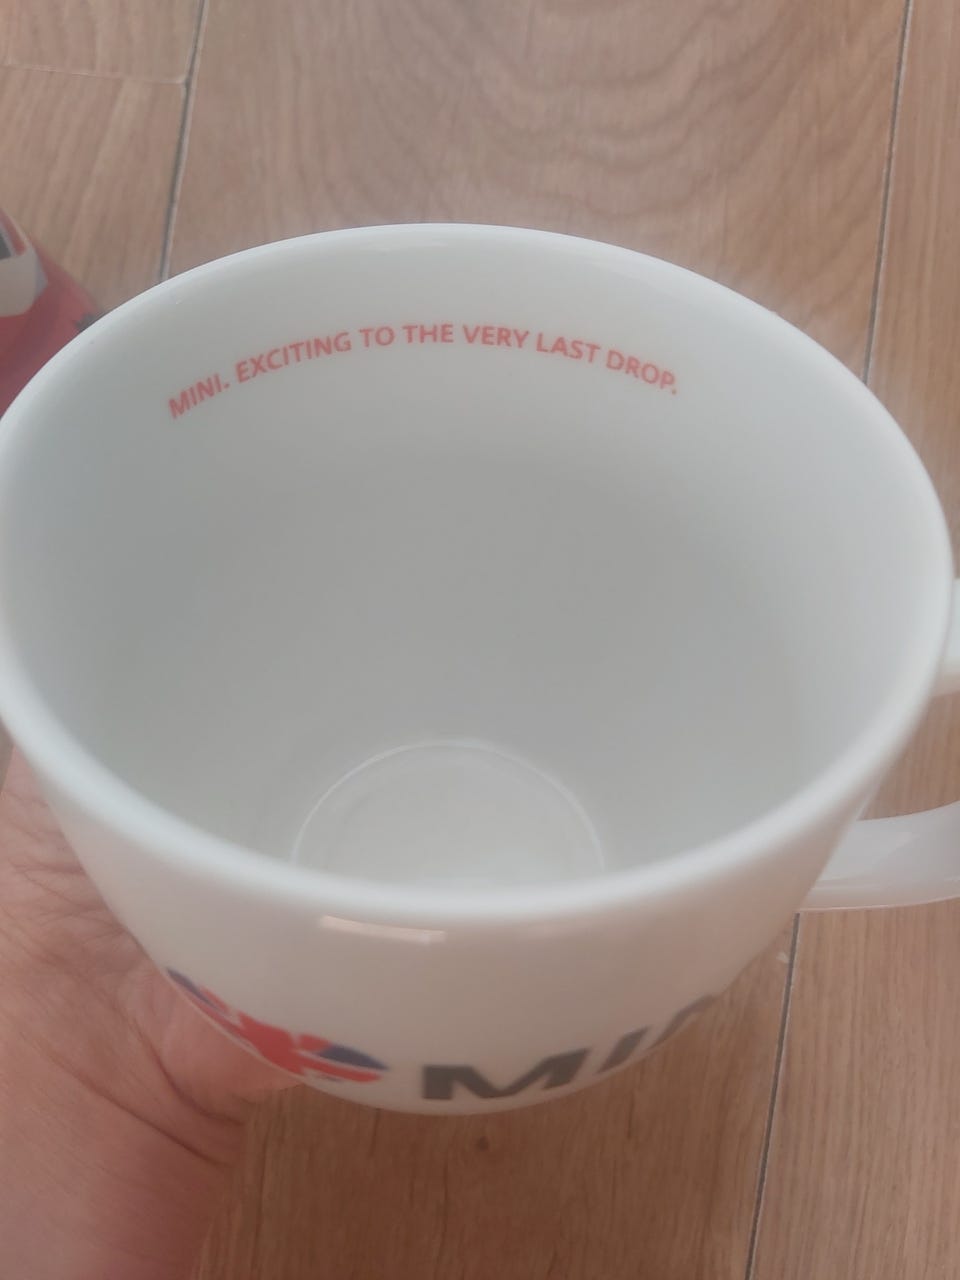 MINI. EXCITING TO THE VERY LAST DROP.
MI